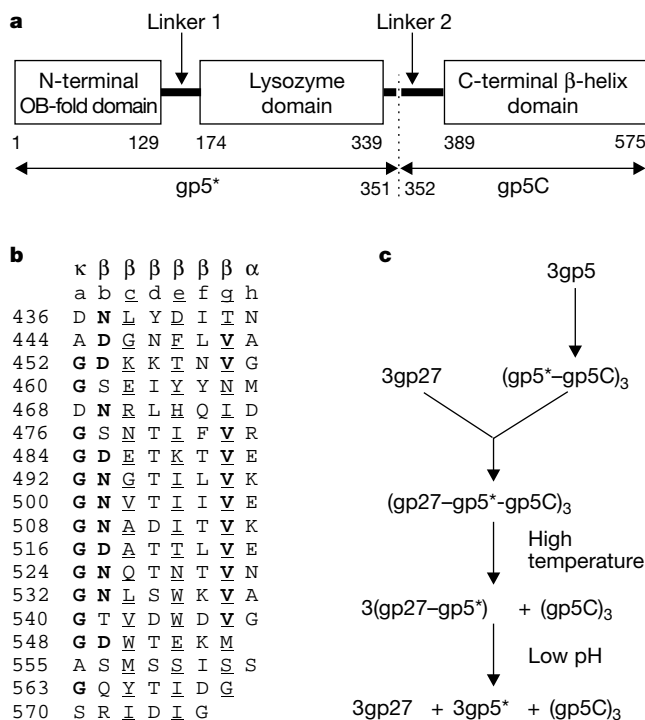 a
Linker 1 Linker 2
N-terminal OB-fold domain
Lysozyme domain
C-terminal β-helix domain
1 129 174 339 389 575
gp5* 351 352 gp5C
b
κ β β β β β β α
a b c d e f g h
436 D N L Y D I T N
444 A D G N F L V A
452 G D K K T N V G
460 G S E I Y Y N M
468 D N R L H Q I D
476 G S N T I F V R
484 G D E T K T V E
492 G N G T I L V K
500 G N V T I I V E
508 G N A D I T V K
516 G D A T T L V E
524 G N Q T N T V N
532 G N L S W K V A
540 G T V D W D V G
548 G D W T E K M
555 A S M S S I S S
563 G Q Y T I D G
570 S R I D I G
c
3gp5
3gp27 (gp5*–gp5C)3
(gp27–gp5*-gp5C)3
High temperature
3(gp27–gp5*) + (gp5C)3
Low pH
3gp27 + 3gp5* + (gp5C)3